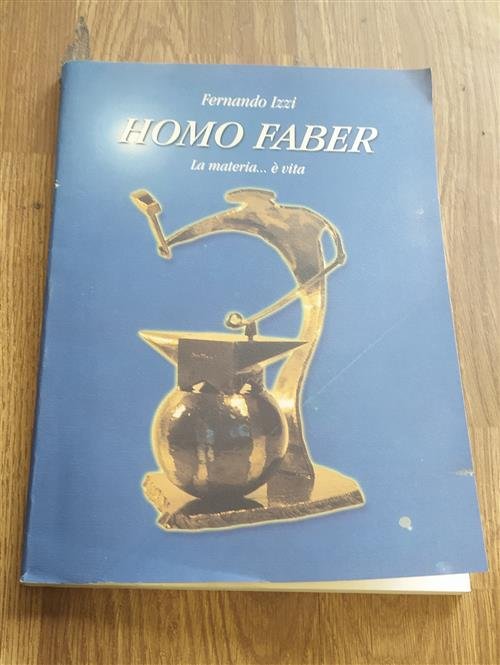 Fernando Izzi
HOMO FABER
La materia... è vita